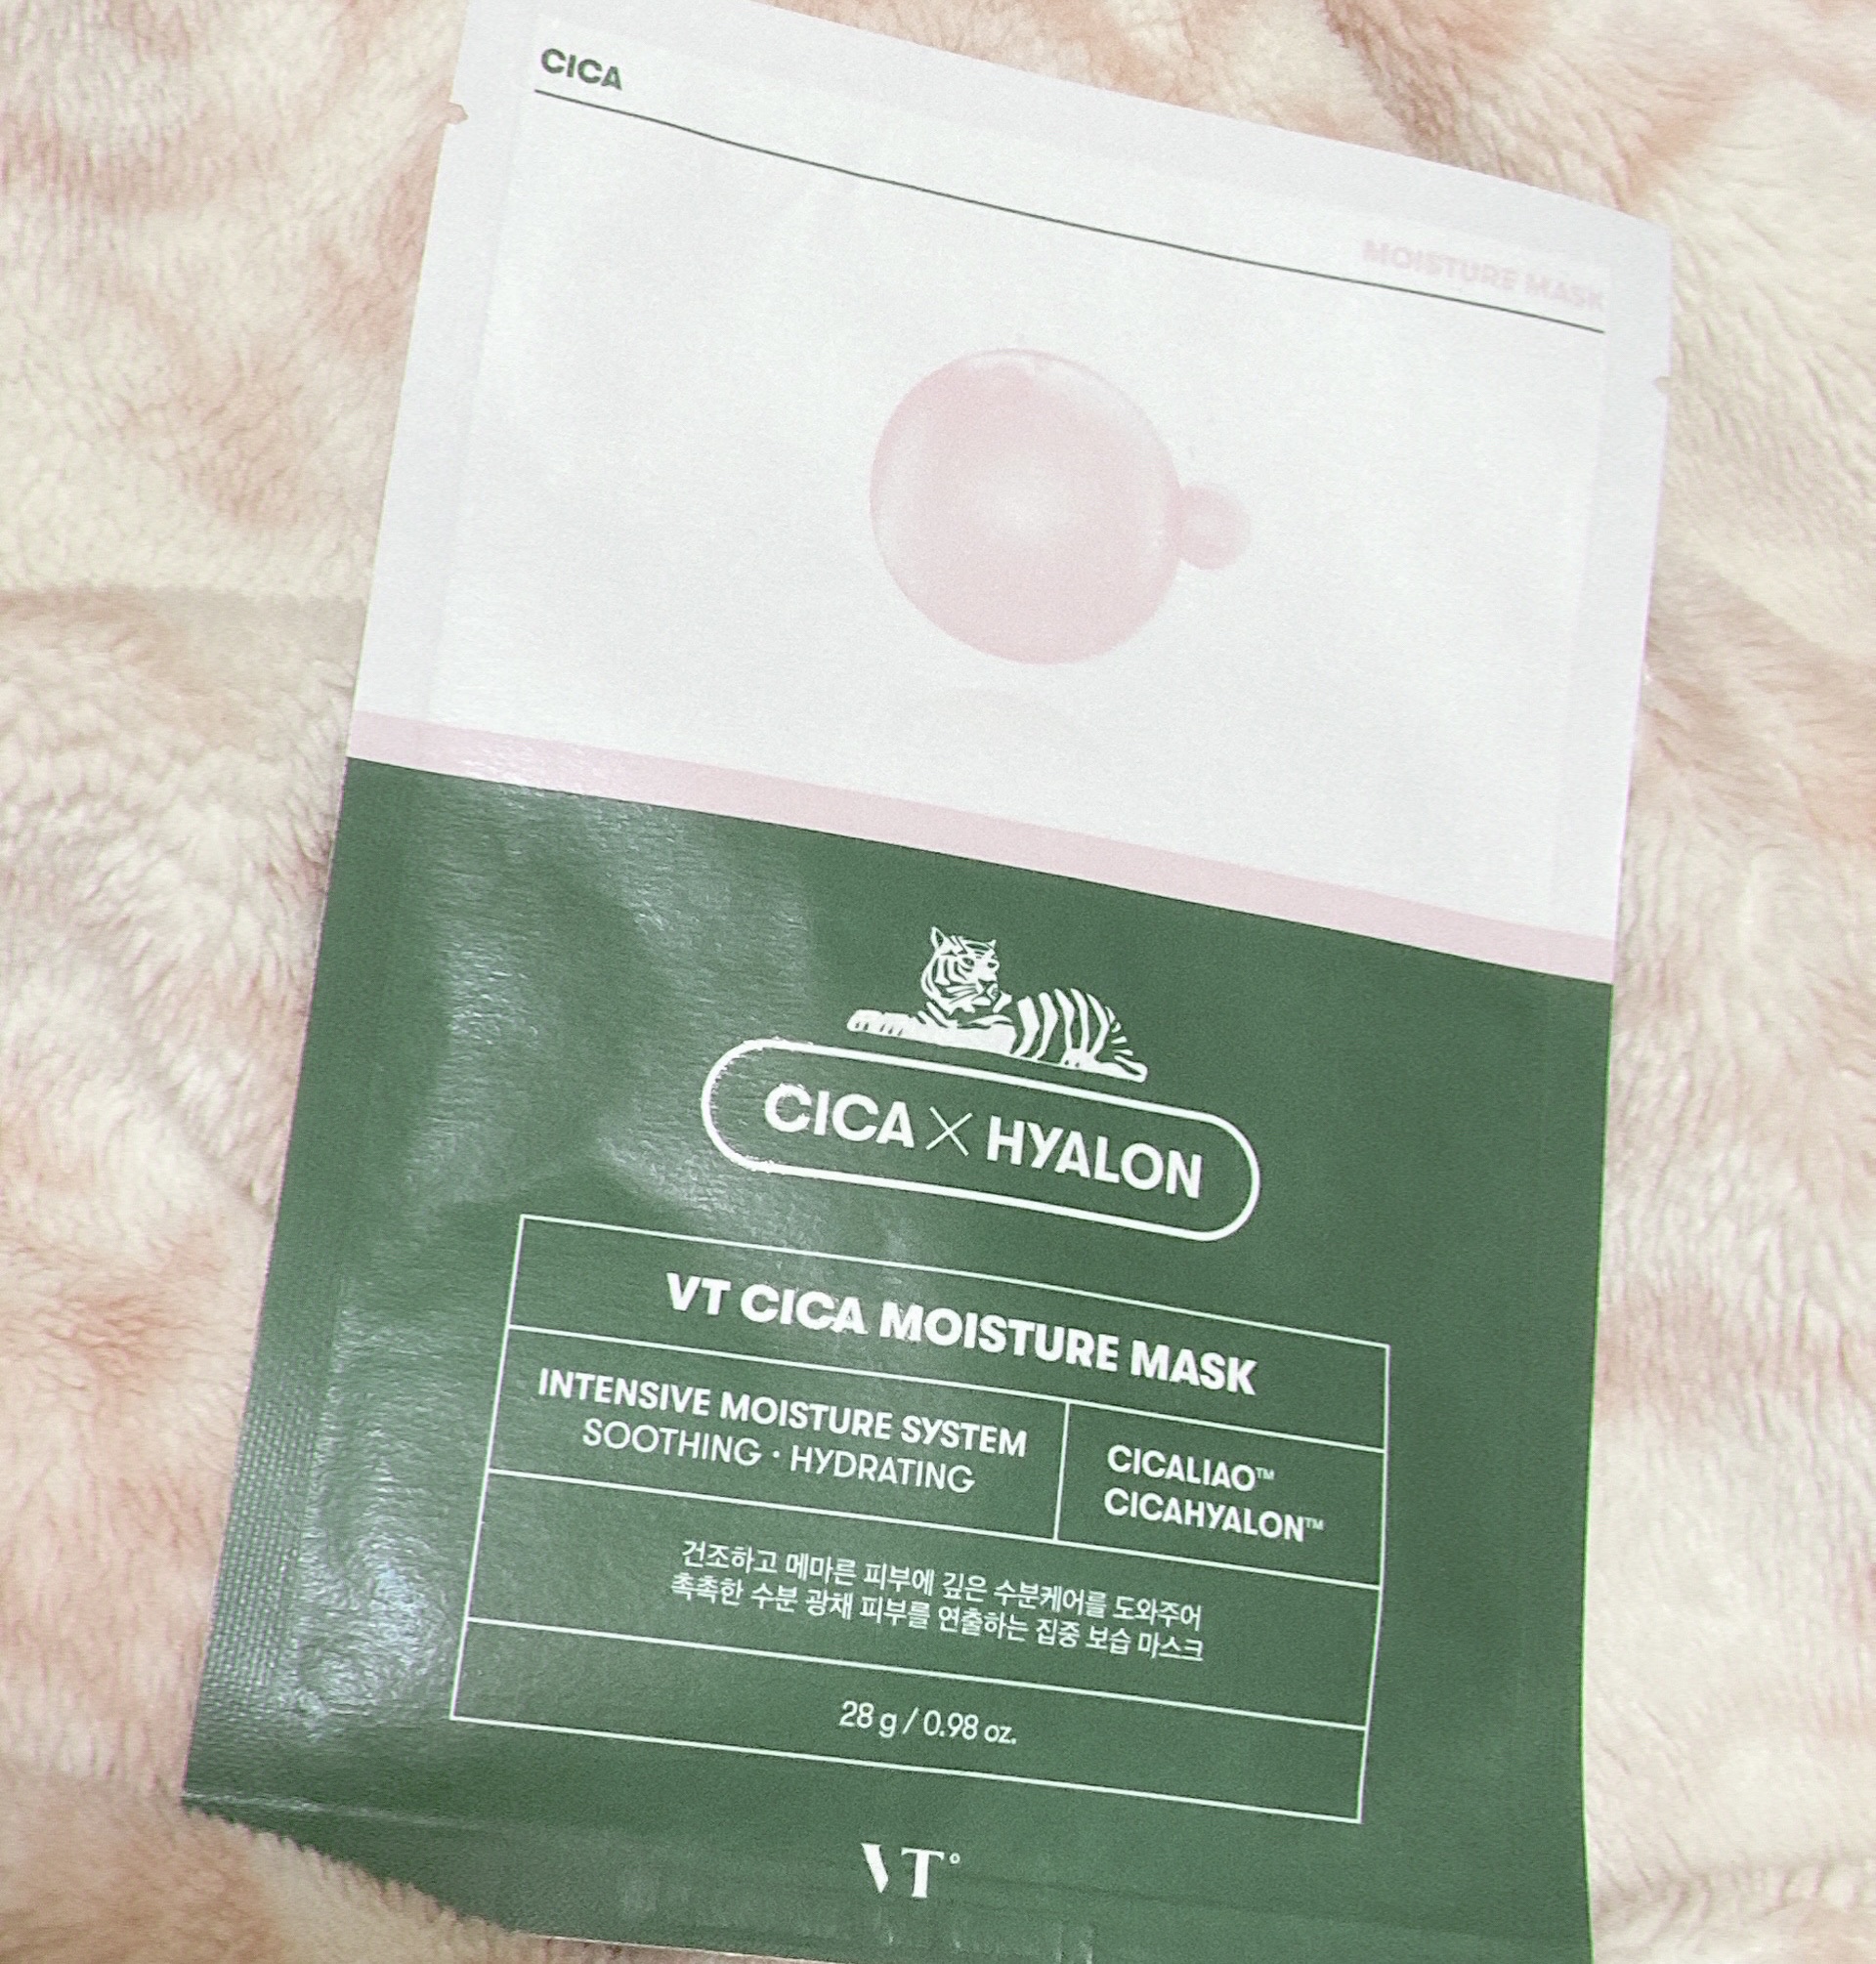 CICA
MOISTURE MASK
CICA X HYALON
VT CICA MOISTURE MASK
INTENSIVE MOISTURE SYSTEM
SOOTHING · HYDRATING
CICALIAO™
CICAHYALON™
건조하고 메마른 피부에 깊은 수분케어를 도와주어
촉촉한 수분 광채 피부를 연출하는 집중 보습 마스크
28 g / 0.98 oz.
VT°